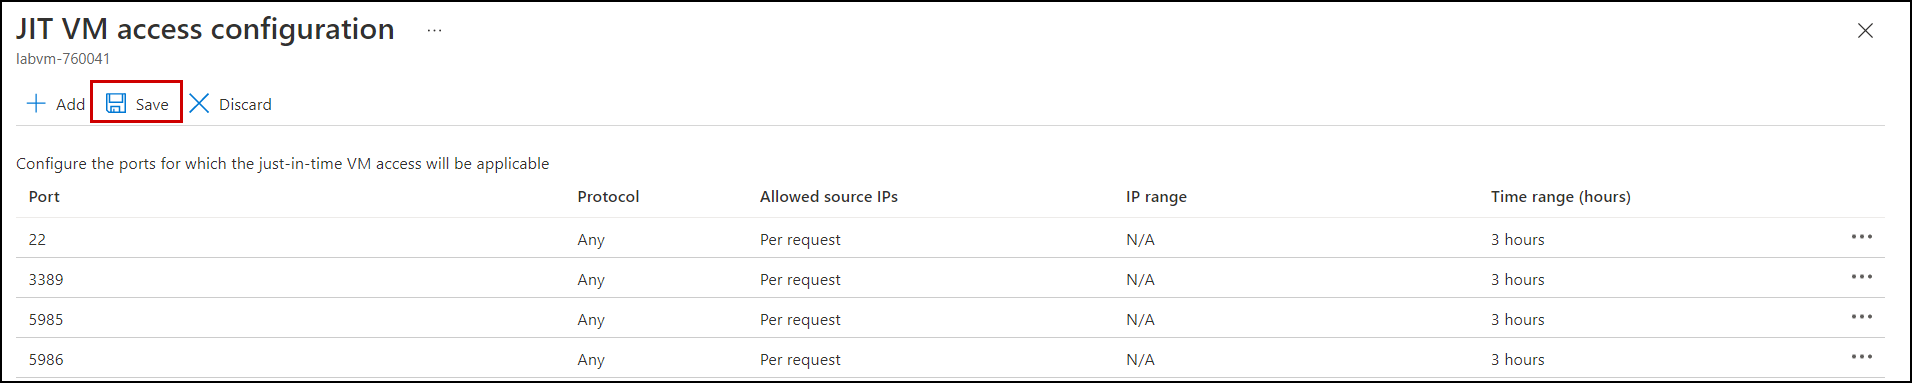 JIT VM access configuration ...
labvm-760041
Add Save Discard
Configure the ports for which the just-in-time VM access will be applicable
Port Protocol Allowed source IPs IP range Time range (hours)
22 Any Per request N/A 3 hours
3389 Any Per request N/A 3 hours
5985 Any Per request N/A 3 hours
5986 Any Per request N/A 3 hours